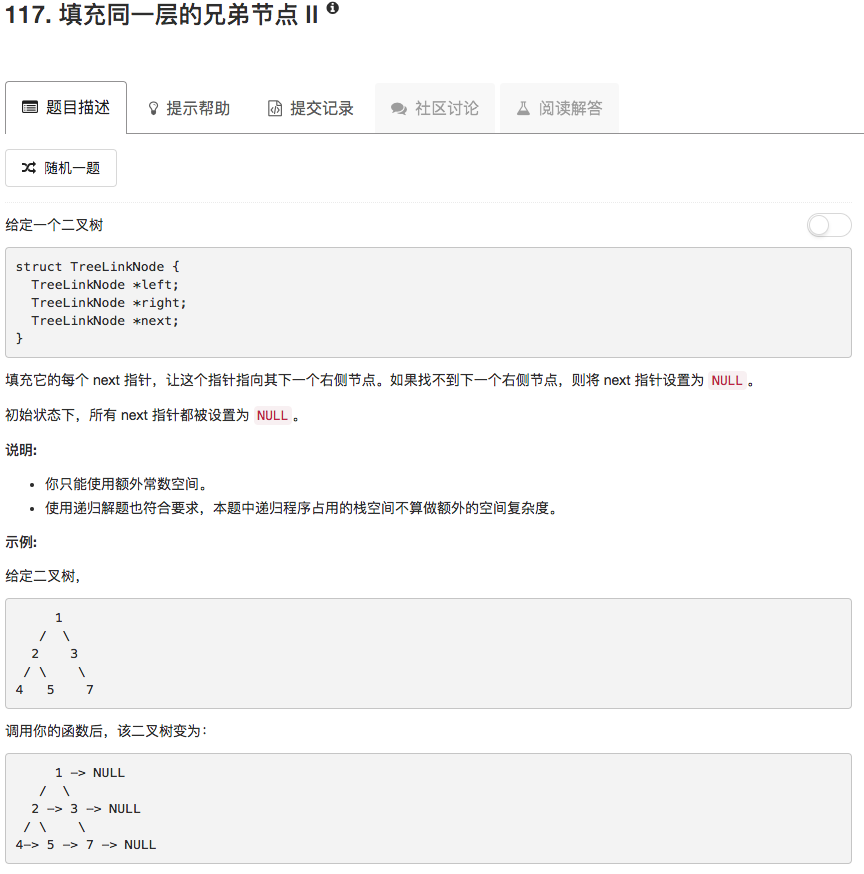 117. 填充同一层的兄弟节点 II
题目描述 提示帮助 提交记录 社区讨论 阅读解答
随机一题
给定一个二叉树
struct TreeLinkNode {
  TreeLinkNode *left;
  TreeLinkNode *right;
  TreeLinkNode *next;
}
填充它的每个 next 指针，让这个指针指向其下一个右侧节点。如果找不到下一个右侧节点，则将 next 指针设置为 NULL 。
初始状态下，所有 next 指针都被设置为 NULL 。
说明:
• 你只能使用额外常数空间。
• 使用递归解题也符合要求，本题中递归程序占用的栈空间不算做额外的空间复杂度。
示例:
给定二叉树，
     1
   /  \
  2    3
 / \    \
4   5    7
调用你的函数后，该二叉树变为：
     1 –> NULL
   /  \
  2 –> 3 –> NULL
 / \    \
4–> 5 –> 7 –> NULL